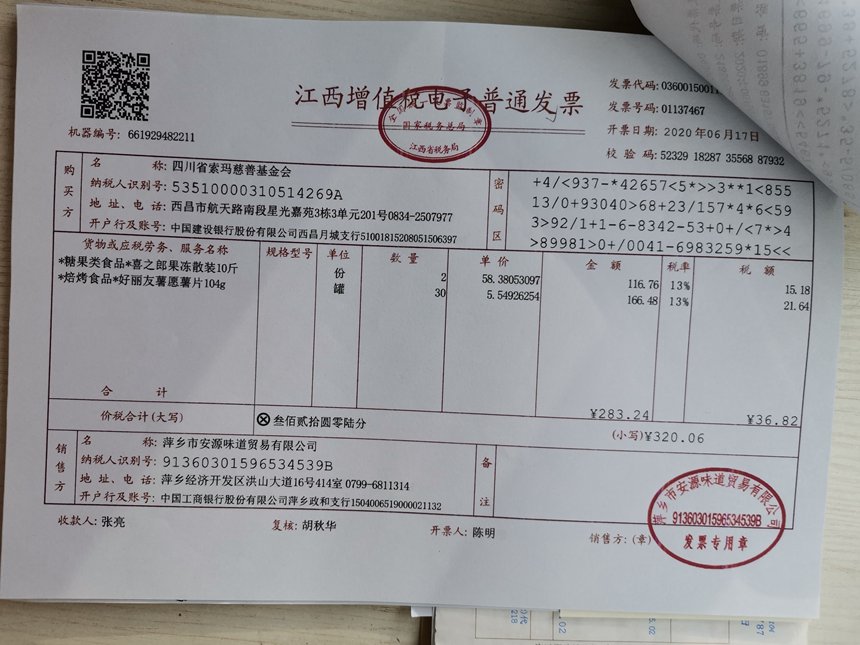 江西增值税电子普通发票
国家税务总局
江西省税务局
机器编号: 661929482211
发票代码: 03600150011
发票号码: 01137467
开票日期: 2020年06月17日
校验码: 52329 18287 35568 87932
购买方
名称: 四川省索玛慈善基金会
纳税人识别号: 53510000310514269A
地址、电话: 西昌市航天路南段星光嘉苑3栋3单元201号0834-2507977
开户行及账号: 中国建设银行股份有限公司西昌月城支行51001815208051506397
密码区
+4/<937-*42657<5*>>3**1<855
13/0+93040>68+23/157*4*6<59
3>92/1+1-6-8342-53+0+/<7*>4
>89981>0+/0041-6983259*15<<
货物或应税劳务、服务名称 规格型号 单位 数量 单价 金额 税率 税额
*糖果类食品*喜之郎果冻散装10斤 份 2 58.38053097 116.76 13% 15.18
*焙烤食品*好丽友薯愿薯片104g 罐 30 5.54926254 166.48 13% 21.64
合计 ¥283.24 ¥36.82
价税合计(大写) ⊗叁佰贰拾圆零陆分 (小写)¥320.06
销售方
名称: 萍乡市安源味道贸易有限公司
纳税人识别号: 91360301596534539B
地址、电话: 萍乡经济开发区洪山大道16号414室 0799-6811314
开户行及账号: 中国工商银行股份有限公司萍乡政和支行1504006519000021132
备注
收款人: 张亮 复核: 胡秋华 开票人: 陈明 销售方: (章)
萍乡市安源味道贸易有限公司
91360301596534539B
发票专用章